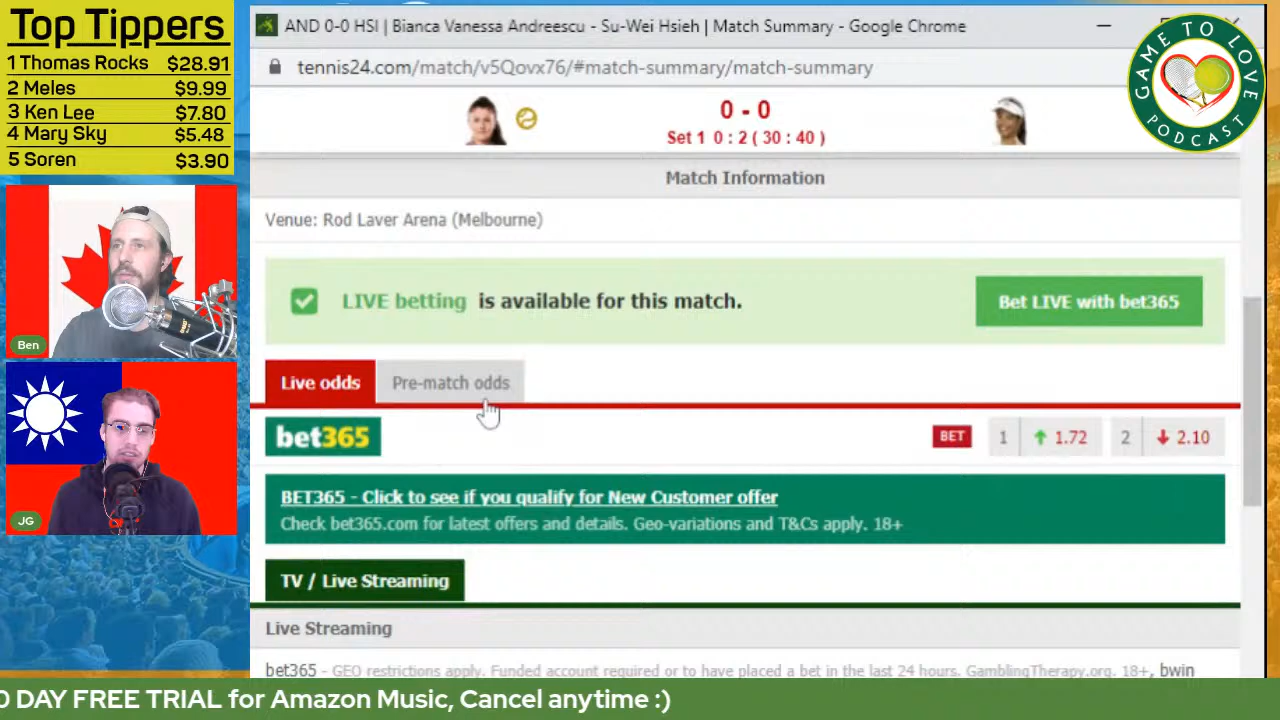 Top Tippers
1 Thomas Rocks $28.91
2 Meles $9.99
3 Ken Lee $7.80
4 Mary Sky $5.48
5 Soren $3.90
Ben
JG
AND 0-0 HSI | Bianca Vanessa Andreescu - Su-Wei Hsieh | Match Summary - Google Chrome
tennis24.com/match/v5Qovx76/#match-summary/match-summary
GAME TO LOVE
PODCAST
0 - 0
Set 1 0 : 2 ( 30 : 40 )
Match Information
Venue: Rod Laver Arena (Melbourne)
LIVE betting is available for this match.
Bet LIVE with bet365
Live odds Pre-match odds
bet365 BET 1 1.72 2 2.10
BET365 - Click to see if you qualify for New Customer offer
Check bet365.com for latest offers and details. Geo-variations and T&Cs apply. 18+
TV / Live Streaming
Live Streaming
bet365 - GEO restrictions apply. Funded account required or to have placed a bet in the last 24 hours. GamblingTherapy.org. 18+, bwin
0 DAY FREE TRIAL for Amazon Music, Cancel anytime :)